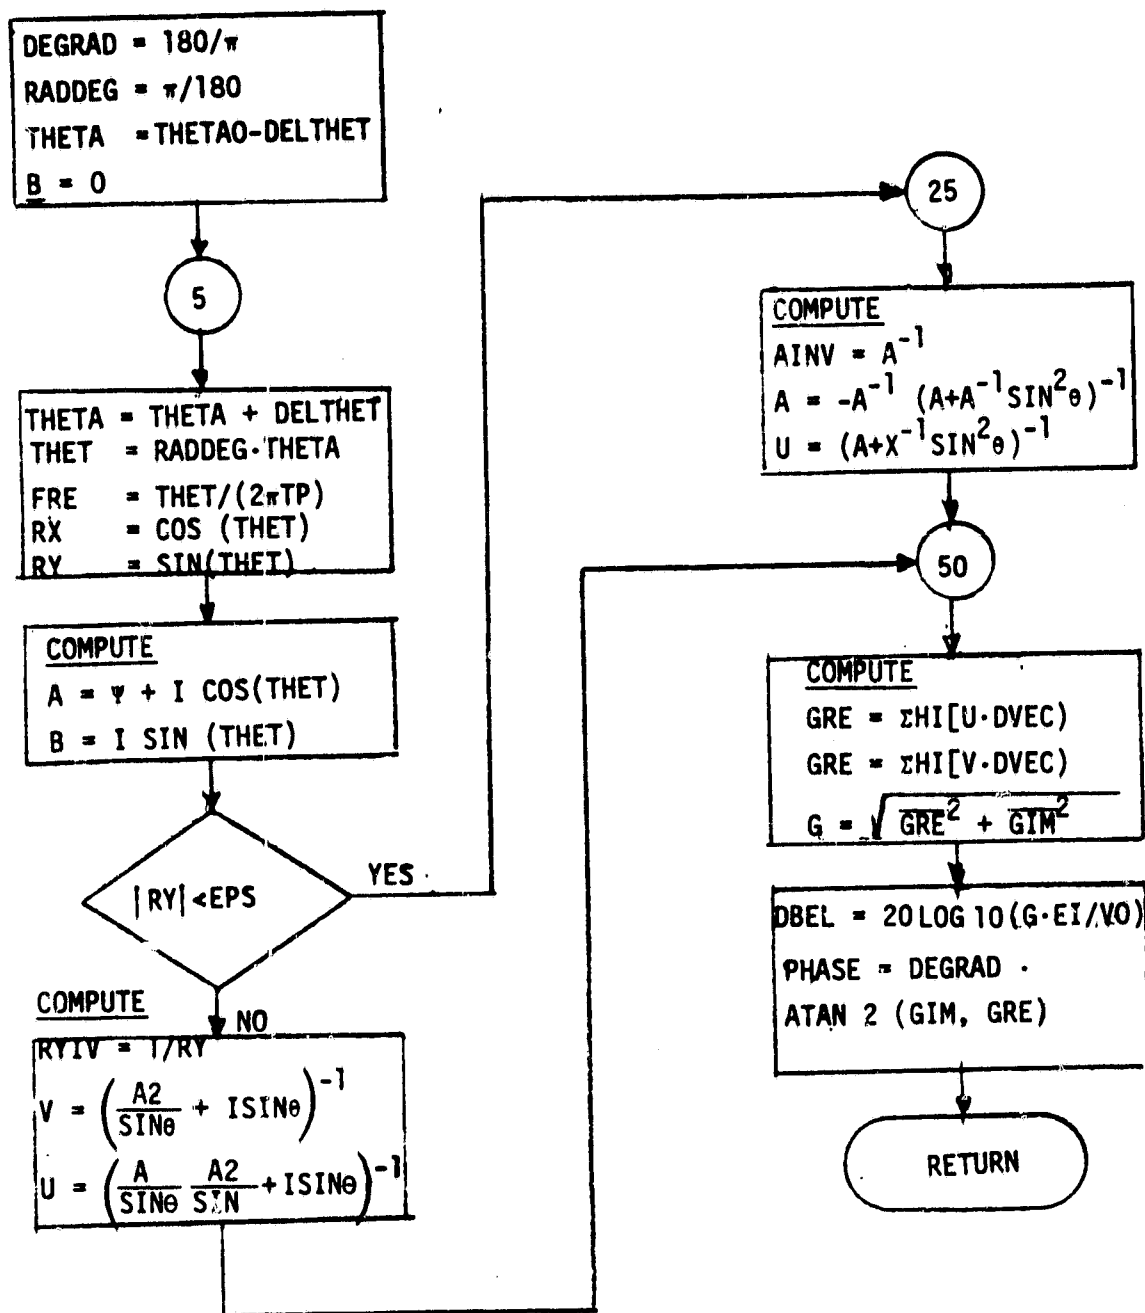 DEGRAD = 180/π
RADDEG = π/180
THETA = THETAO-DELTHET
B = 0
5
THETA = THETA + DELTHET
THET = RADDEG·THETA
FRE = THET/(2πTP)
RX = COS (THET)
RY = SIN(THET)
COMPUTE
A = Ψ + I COS(THET)
B = I SIN (THET)
|RY|<EPS
YES
NO
COMPUTE
RYIV = 1/RY
V = (A2/SINθ + ISINθ)^-1
U = (A/SINθ A2/SIN + ISINθ)^-1
25
COMPUTE
AINV = A^-1
A = -A^-1 (A+A^-1 SIN^2θ)^-1
U = (A+X^-1 SIN^2θ)^-1
50
COMPUTE
GRE = ΣHI[U·DVEC)
GRE = ΣHI[V·DVEC)
G = √GRE^2 + GIM^2
DBEL = 20LOG 10(G·EI/VO)
PHASE = DEGRAD ·
ATAN 2 (GIM, GRE)
RETURN